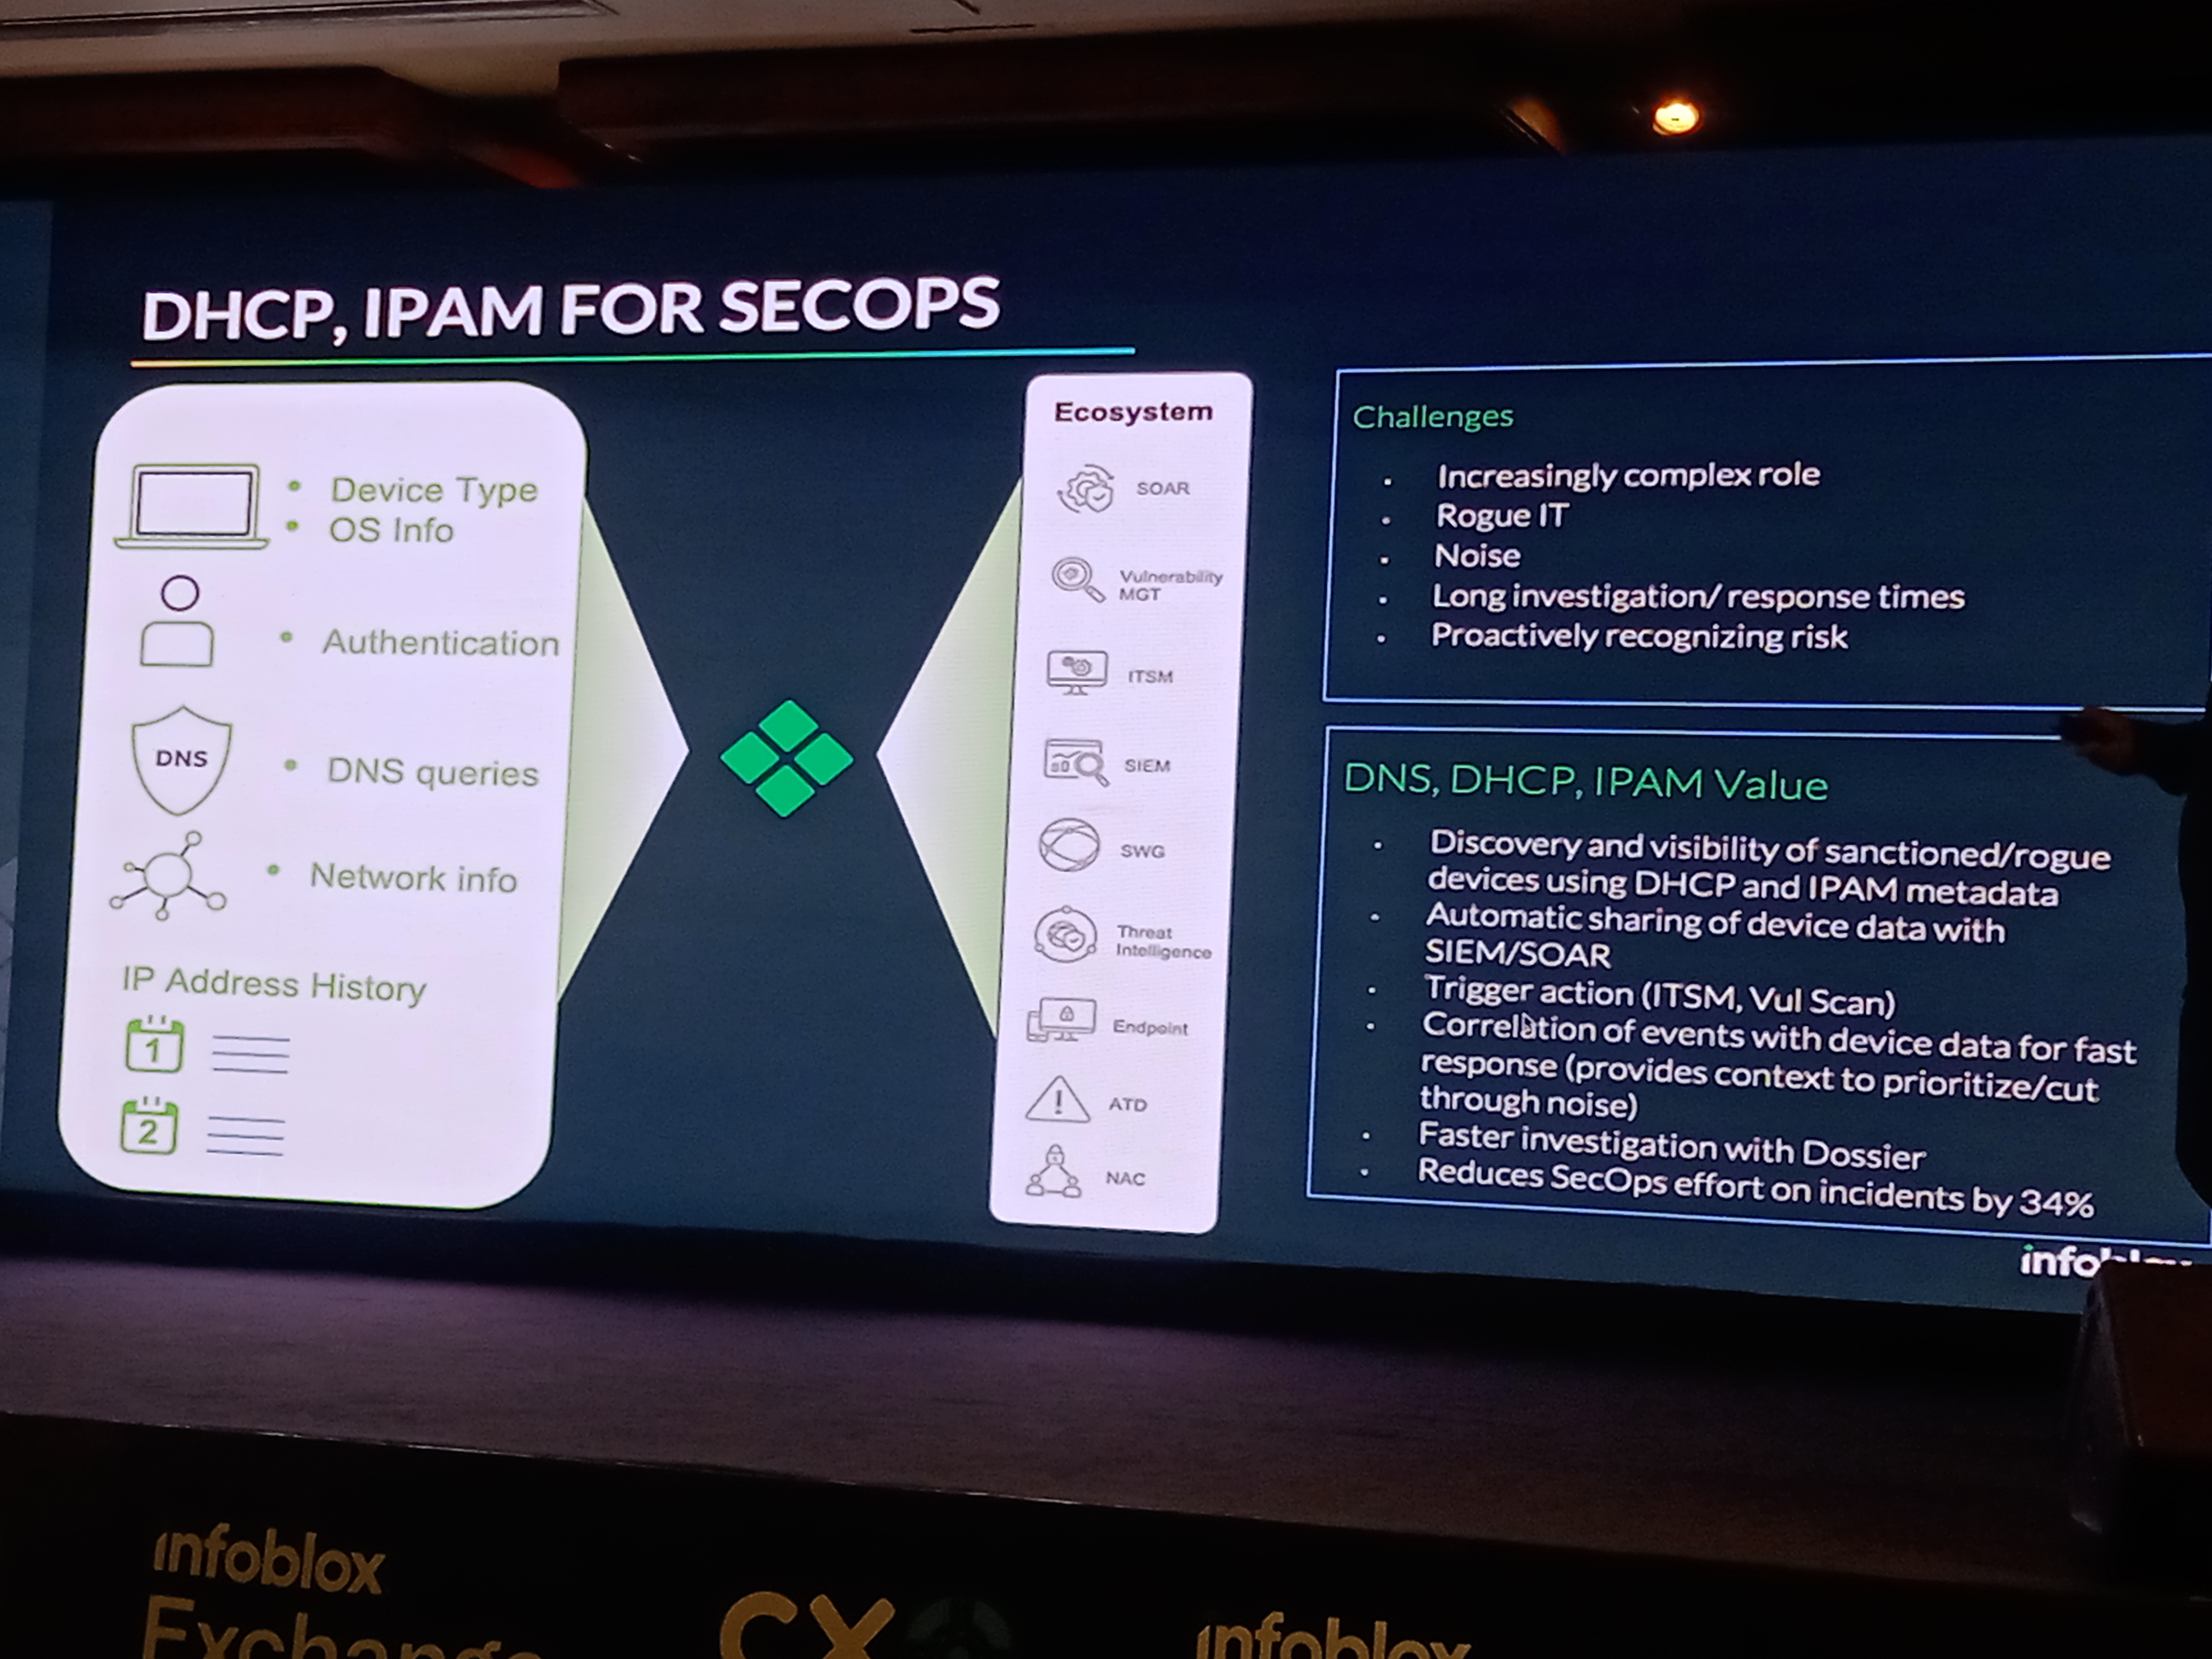 DHCP, IPAM FOR SECOPS
• Device Type
• OS Info
• Authentication
DNS
• DNS queries
• Network info
IP Address History
1
2
Ecosystem
SOAR
Vulnerability
MGT
ITSM
SIEM
SWG
Threat
Intelligence
Endpoint
ATD
NAC
Challenges
• Increasingly complex role
• Rogue IT
• Noise
• Long investigation/ response times
• Proactively recognizing risk
DNS, DHCP, IPAM Value
• Discovery and visibility of sanctioned/rogue
devices using DHCP and IPAM metadata
• Automatic sharing of device data with
SIEM/SOAR
• Trigger action (ITSM, Vul Scan)
• Correlation of events with device data for fast
response (provides context to prioritize/cut
through noise)
• Faster investigation with Dossier
• Reduces SecOps effort on incidents by 34%
infoblox
infoblox
Exchange
CX
infoblox